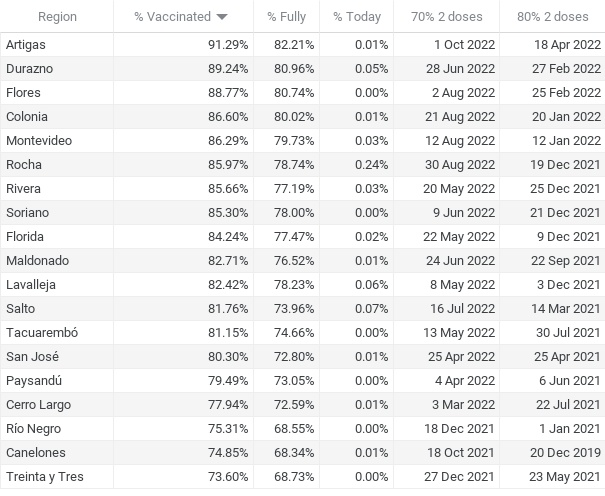 Region % Vaccinated % Fully % Today 70% 2 doses 80% 2 doses
Artigas 91.29% 82.21% 0.01% 1 Oct 2022 18 Apr 2022
Durazno 89.24% 80.96% 0.05% 28 Jun 2022 27 Feb 2022
Flores 88.77% 80.74% 0.00% 2 Aug 2022 25 Feb 2022
Colonia 86.60% 80.02% 0.01% 21 Aug 2022 20 Jan 2022
Montevideo 86.29% 79.73% 0.03% 12 Aug 2022 12 Jan 2022
Rocha 85.97% 78.74% 0.24% 30 Aug 2022 19 Dec 2021
Rivera 85.66% 77.19% 0.03% 20 May 2022 25 Dec 2021
Soriano 85.30% 78.00% 0.00% 9 Jun 2022 21 Dec 2021
Florida 84.24% 77.47% 0.02% 22 May 2022 9 Dec 2021
Maldonado 82.71% 76.52% 0.01% 24 Jun 2022 22 Sep 2021
Lavalleja 82.42% 78.23% 0.06% 8 May 2022 3 Dec 2021
Salto 81.76% 73.96% 0.07% 16 Jul 2022 14 Mar 2021
Tacuarembó 81.15% 74.66% 0.00% 13 May 2022 30 Jul 2021
San José 80.30% 72.80% 0.01% 25 Apr 2022 25 Apr 2021
Paysandú 79.49% 73.05% 0.00% 4 Apr 2022 6 Jun 2021
Cerro Largo 77.94% 72.59% 0.01% 3 Mar 2022 22 Jul 2021
Río Negro 75.31% 68.55% 0.00% 18 Dec 2021 1 Jan 2021
Canelones 74.85% 68.34% 0.01% 18 Oct 2021 20 Dec 2019
Treinta y Tres 73.60% 68.73% 0.00% 27 Dec 2021 23 May 2021